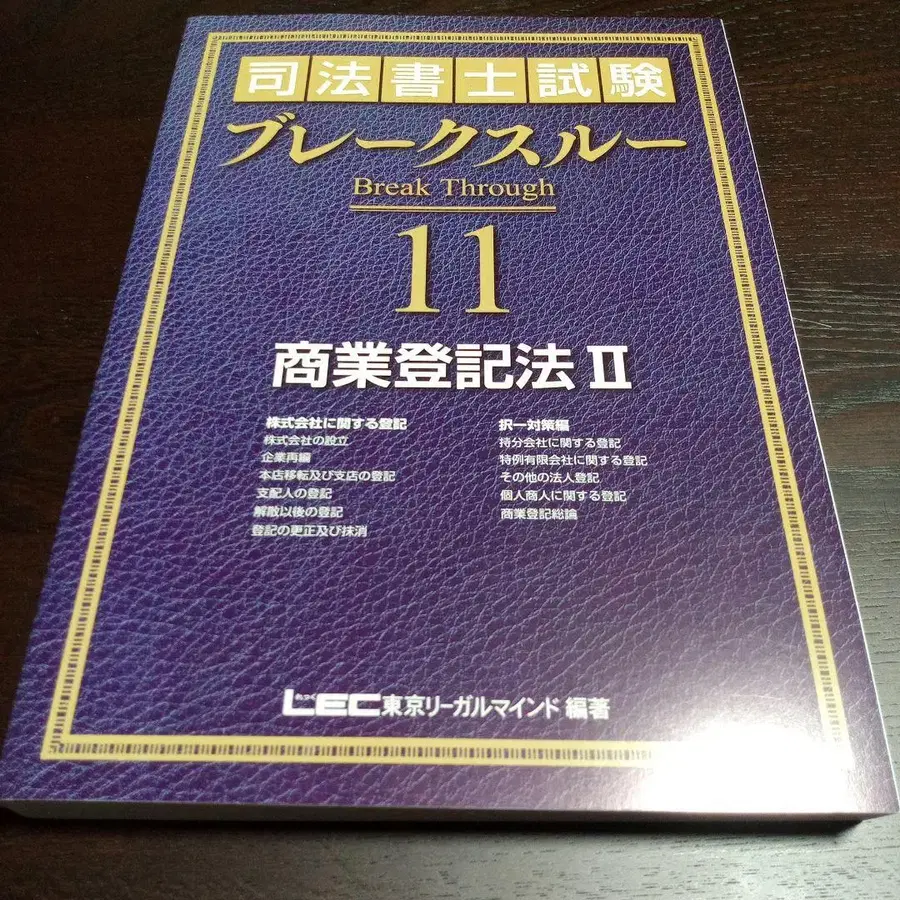 司法書士試験
ブレークスルー
Break Through
11
商業登記法Ⅱ
株式会社に関する登記
株式会社の設立
企業再編
本店移転及び支店の登記
支配人の登記
解散以後の登記
登記の更正及び抹消
択一対策編
持分会社に関する登記
特例有限会社に関する登記
その他の法人登記
個人商人に関する登記
商業登記総論
れっく
LEC東京リーガルマインド 編著